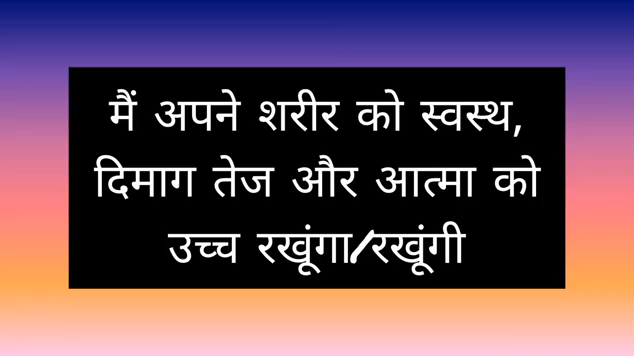 मैं अपने शरीर को स्वस्थ,
दिमाग तेज और आत्मा को
उच्च रखूंगा/रखूंगी